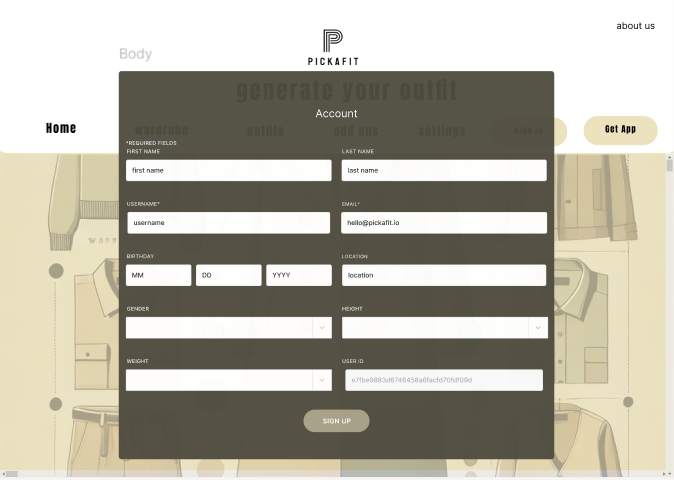 about us
Body
PICKAFIT
generate your outfit
Account
Home
wardrobe
outfits
add ons
settings
sign in
Get App
*REQUIRED FIELDS
FIRST NAME
LAST NAME
first name
last name
USERNAME*
EMAIL*
username
hello@pickafit.io
BIRTHDAY
LOCATION
MM
DD
YYYY
location
GENDER
HEIGHT
WEIGHT
USER ID
SIGN UP